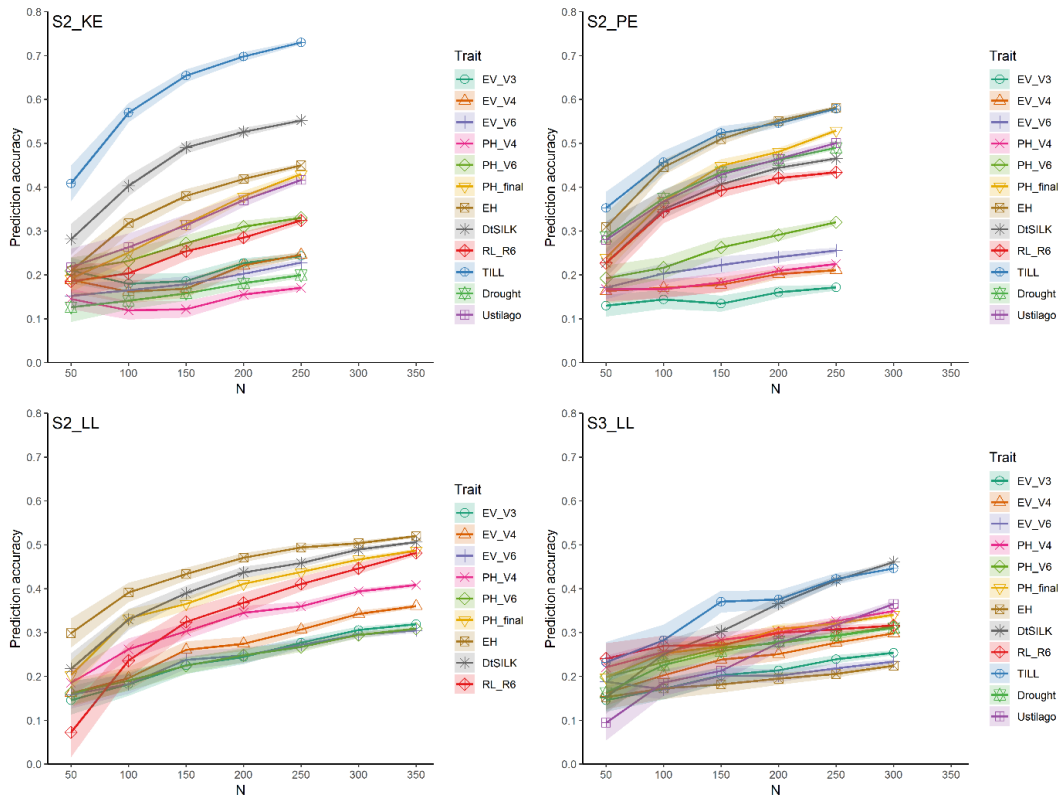 S2_KE
Prediction accuracy
0.8
0.7
0.6
0.5
0.4
0.3
0.2
0.1
0.0
50 100 150 200 250 300 350
N
Trait
EV_V3
EV_V4
EV_V6
PH_V4
PH_V6
PH_final
EH
DtSILK
RL_R6
TILL
Drought
Ustilago
S2_PE
Prediction accuracy
0.8
0.7
0.6
0.5
0.4
0.3
0.2
0.1
0.0
50 100 150 200 250 300 350
N
Trait
EV_V3
EV_V4
EV_V6
PH_V4
PH_V6
PH_final
EH
DtSILK
RL_R6
TILL
Drought
Ustilago
S2_LL
Prediction accuracy
0.8
0.7
0.6
0.5
0.4
0.3
0.2
0.1
0.0
50 100 150 200 250 300 350
N
Trait
EV_V3
EV_V4
EV_V6
PH_V4
PH_V6
PH_final
EH
DtSILK
RL_R6
S3_LL
Prediction accuracy
0.8
0.7
0.6
0.5
0.4
0.3
0.2
0.1
0.0
50 100 150 200 250 300 350
N
Trait
EV_V3
EV_V4
EV_V6
PH_V4
PH_V6
PH_final
EH
DtSILK
RL_R6
TILL
Drought
Ustilago